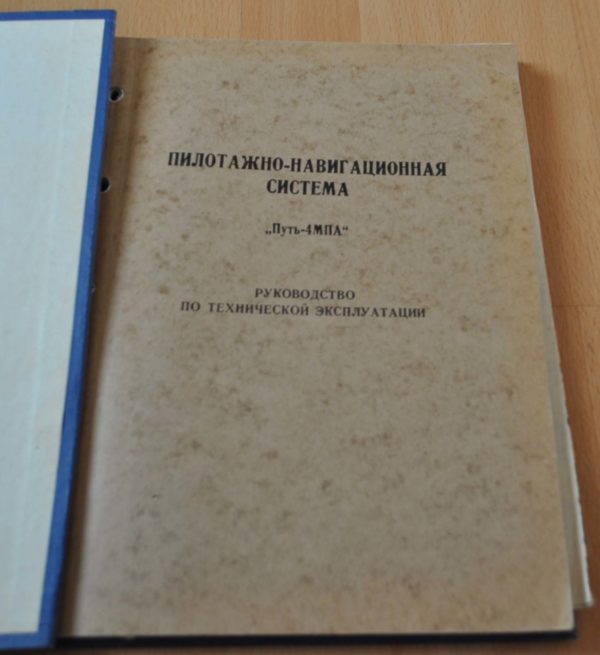 ПИЛОТАЖНО-НАВИГАЦИОННАЯ
СИСТЕМА
„Путь-4МПА“
РУКОВОДСТВО
ПО ТЕХНИЧЕСКОЙ ЭКСПЛУАТАЦИИ